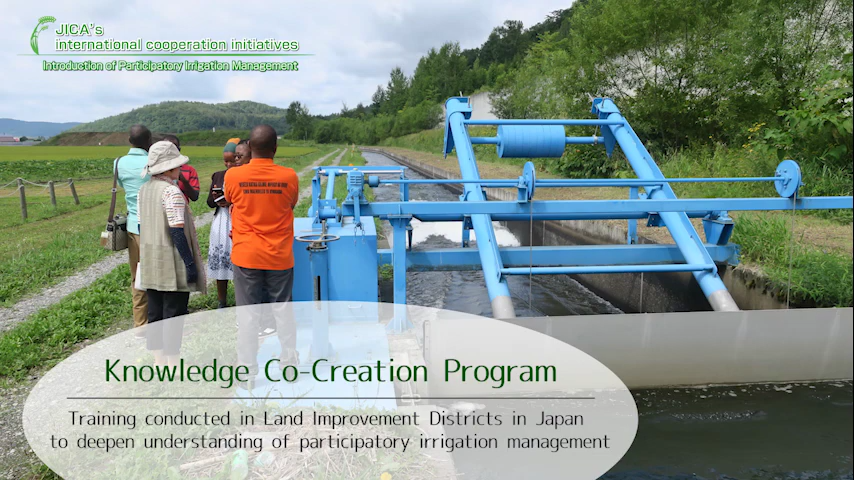 JICA's
international cooperation initiatives
Introduction of Participatory Irrigation Management
Knowledge Co-Creation Program
Training conducted in Land Improvement Districts in Japan
to deepen understanding of participatory irrigation management